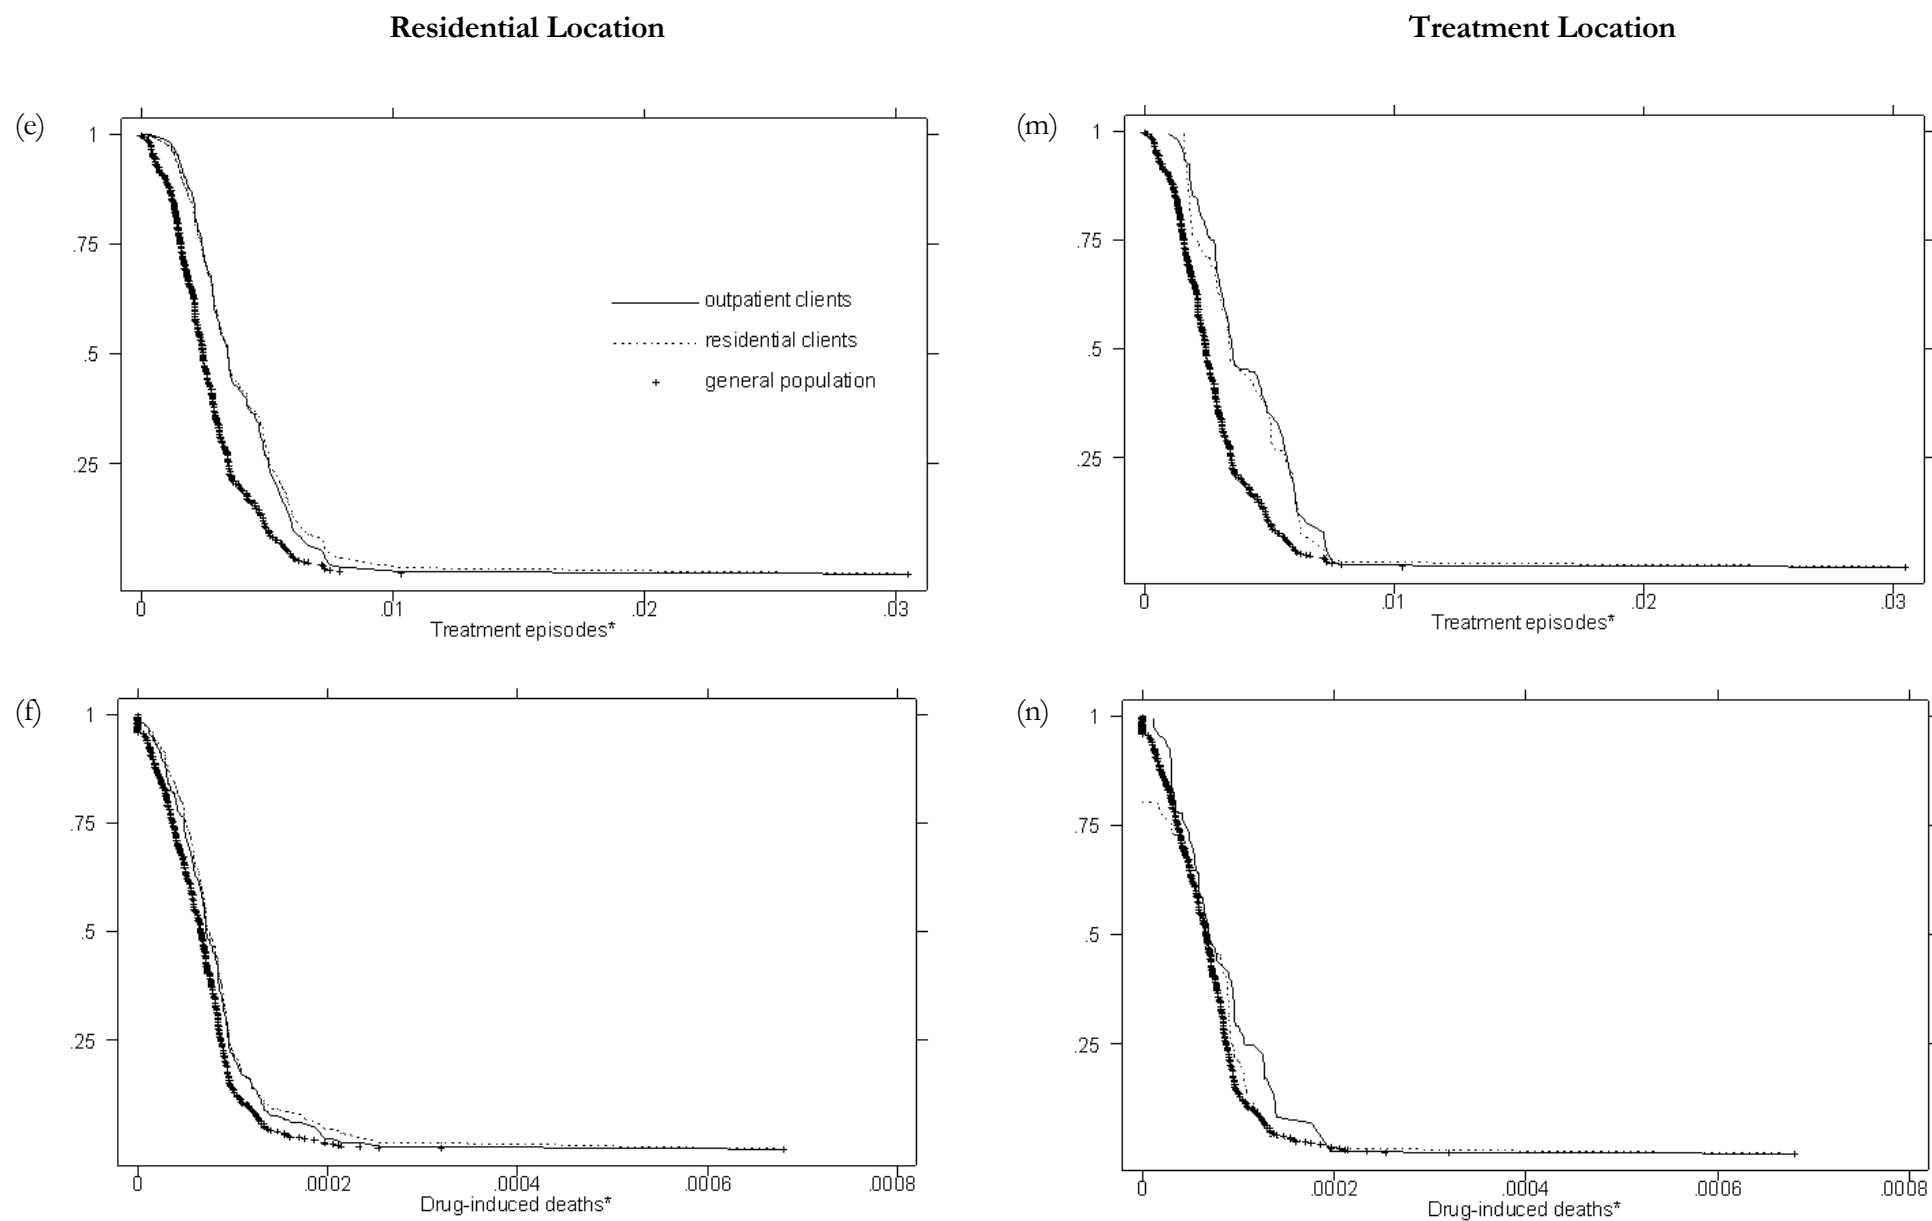 Residential Location
Treatment Location
(e)
1
.75
.5
.25
outpatient clients
residential clients
general population
0 .01 .02 .03
Treatment episodes*
(m)
1
.75
.5
.25
0 .01 .02 .03
Treatment episodes*
(f)
1
.75
.5
.25
0 .0002 .0004 .0006 .0008
Drug-induced deaths*
(n)
1
.75
.5
.25
0 .0002 .0004 .0006 .0008
Drug-induced deaths*